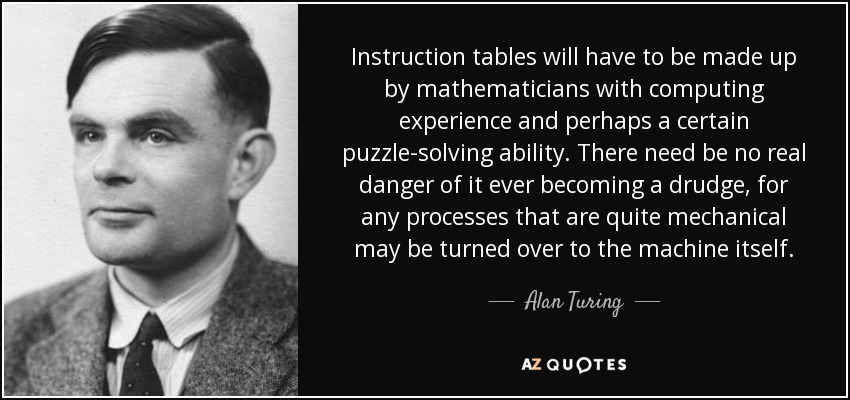 Instruction tables will have to be made up
by mathematicians with computing
experience and perhaps a certain
puzzle-solving ability. There need be no real
danger of it ever becoming a drudge, for
any processes that are quite mechanical
may be turned over to the machine itself.
Alan Turing
AZ QUOTES